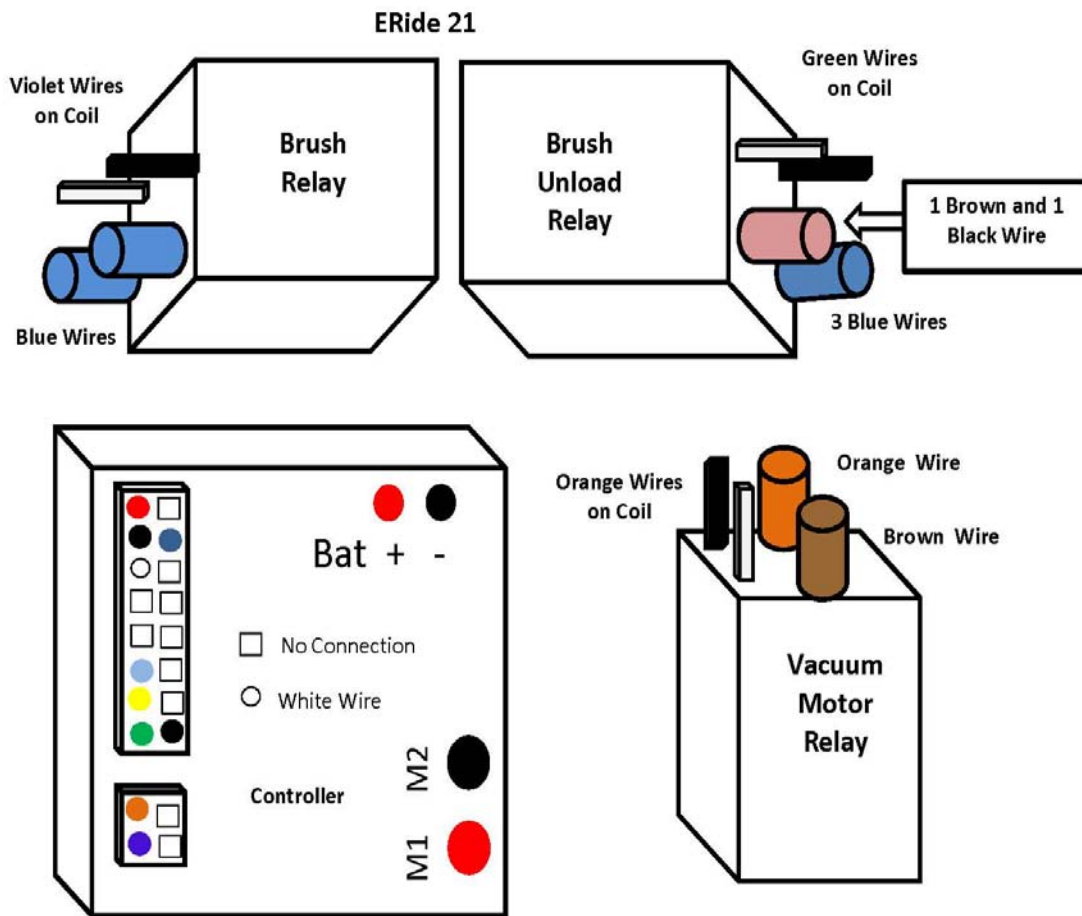 ERide 21
Violet Wires
on Coil
Brush
Relay
Blue Wires
Brush
Unload
Relay
Green Wires
on Coil
1 Brown and 1
Black Wire
3 Blue Wires
Bat + -
No Connection
White Wire
Controller
M2
M1
Orange Wires
on Coil
Orange Wire
Brown Wire
Vacuum
Motor
Relay